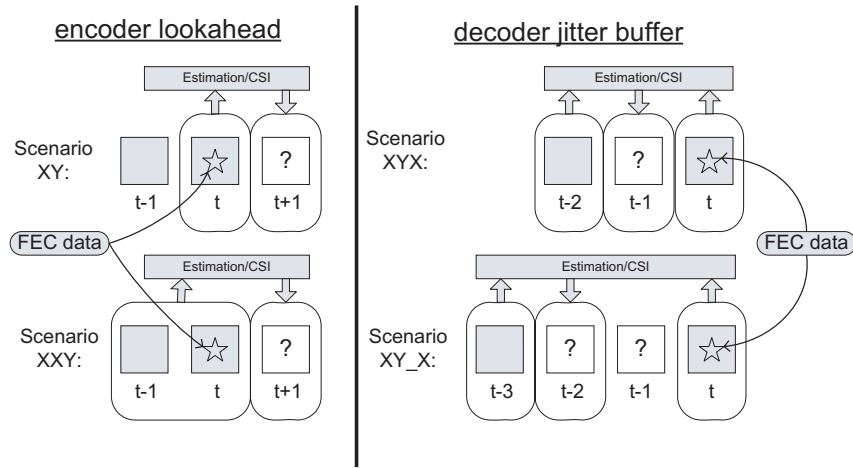 encoder lookahead
decoder jitter buffer
Estimation/CSI
Estimation/CSI
Scenario
XY:
?
t-1
t
t+1
Scenario
XYX:
?
t-2
t-1
t
FEC data
FEC data
Estimation/CSI
Estimation/CSI
Scenario
XXY:
?
t-1
t
t+1
Scenario
XY_X:
?
?
t-3
t-2
t-1
t